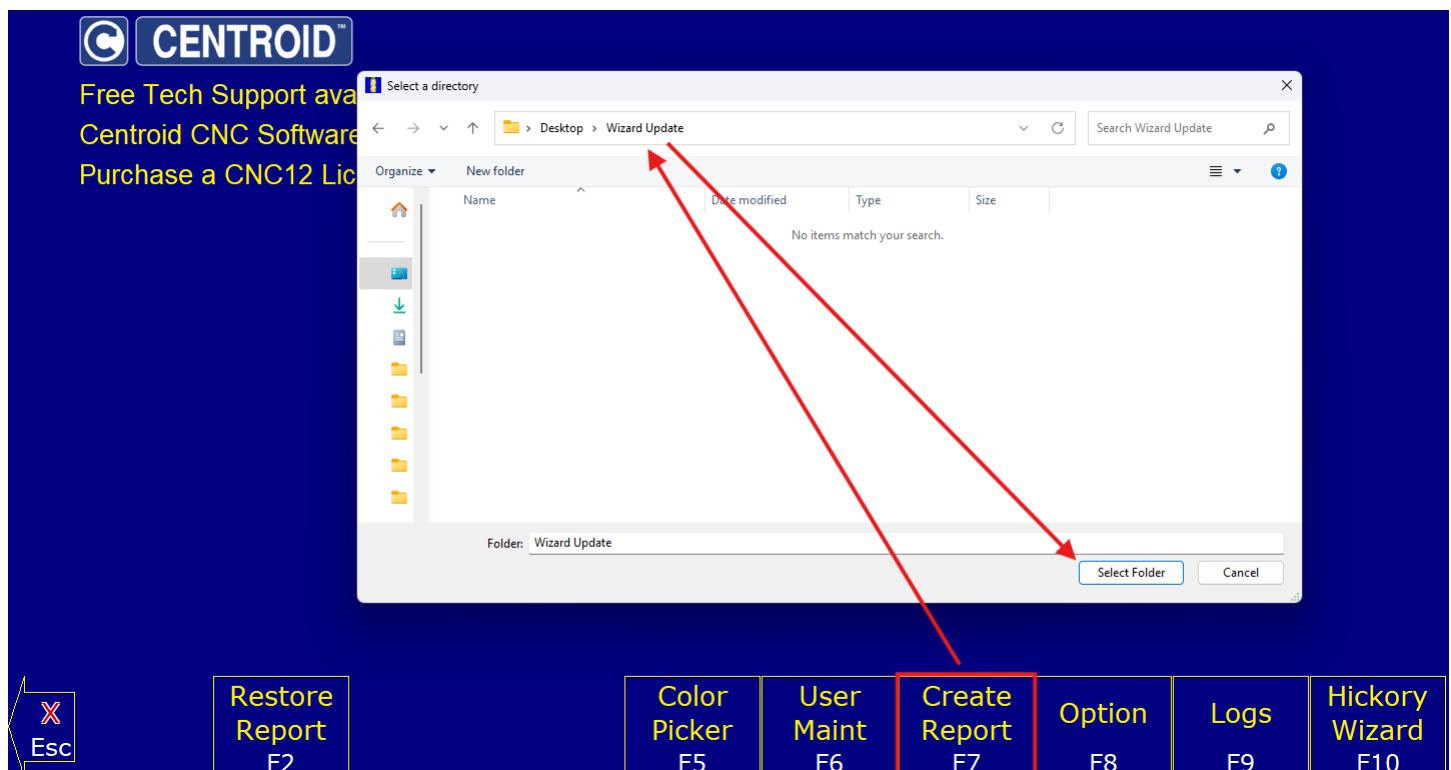 C CENTROID™
Free Tech Support ava
Centroid CNC Software
Purchase a CNC12 Lic
Select a directory
Desktop > Wizard Update
Search Wizard Update
Organize
New folder
?
Name
Date modified
Type
Size
No items match your search.
Folder: Wizard Update
Select Folder
Cancel
X
Esc
Restore
Report
F2
Color
Picker
F5
User
Maint
F6
Create
Report
F7
Option
F8
Logs
F9
Hickory
Wizard
F10